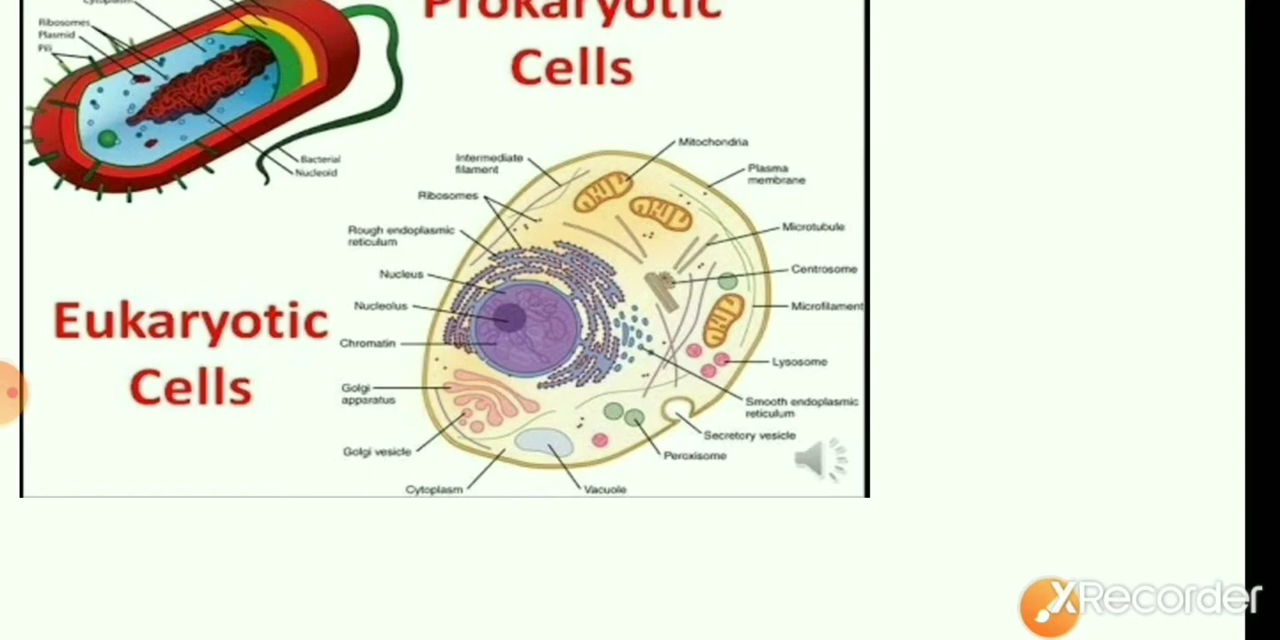 Cytoplasm
Prokaryotic
Cells
Ribosomes
Plasmid
Pili
Bacterial
Nucleoid
Mitochondria
Intermediate
filament
Plasma
membrane
Ribosomes
Microtubule
Rough endoplasmic
reticulum
Centrosome
Nucleus
Nucleolus
Microfilament
Eukaryotic
Cells
Chromatin
Lysosome
Golgi
apparatus
Smooth endoplasmic
reticulum
Secretory vesicle
Golgi vesicle
Peroxisome
Cytoplasm
Vacuole
XRecorder